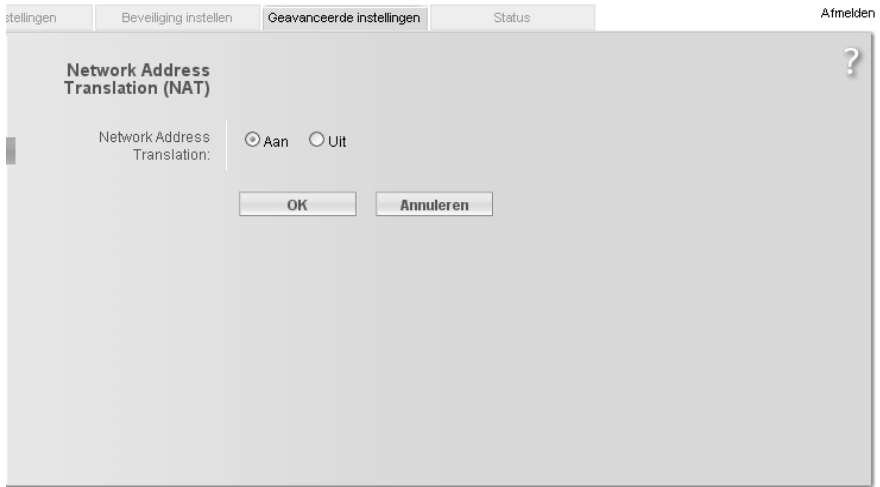 stellingen
Beveiliging instellen
Geavanceerde instellingen
Status
Afmelden
?
Network Address
Translation (NAT)
Network Address
Translation:
Aan
Uit
OK
Annuleren